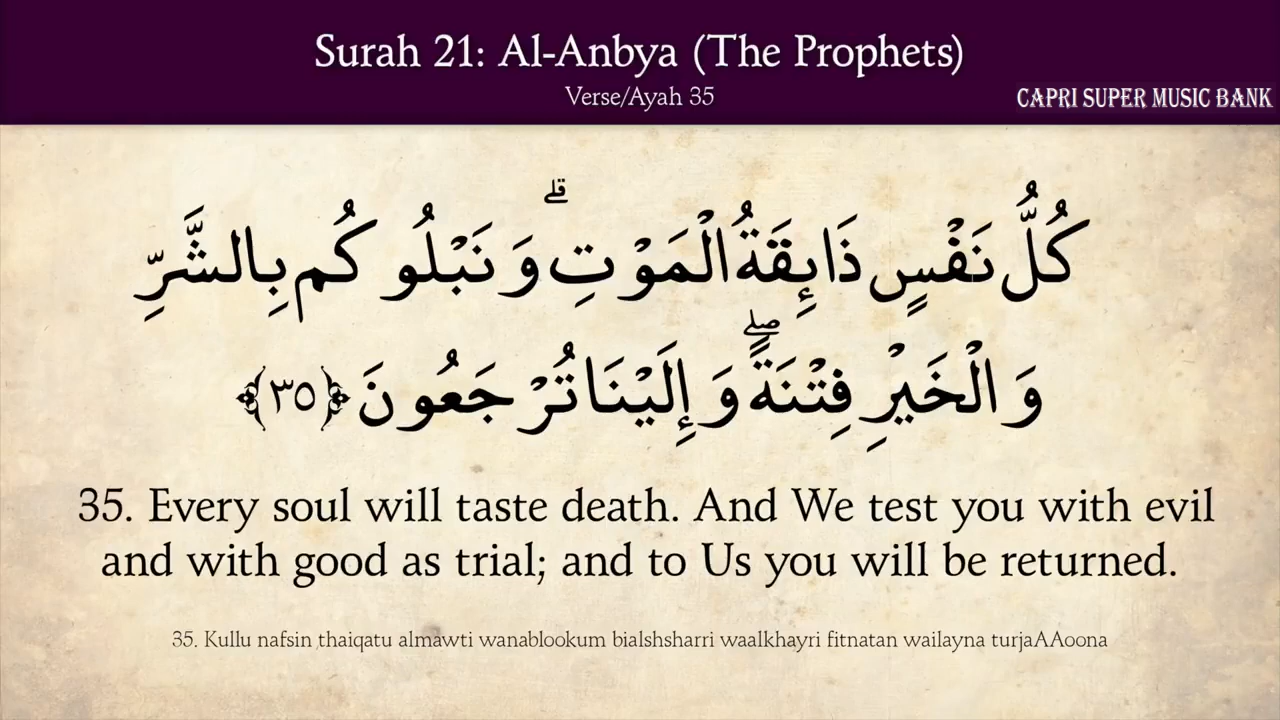 Surah 21: Al-Anbya (The Prophets)
Verse/Ayah 35
CAPRI SUPER MUSIC BANK
كُلُّ نَفْسٍ ذَائِقَةُ الْمَوْتِ ۗ وَنَبْلُوكُم بِالشَّرِّ
وَالْخَيْرِ فِتْنَةً ۖ وَإِلَيْنَا تُرْجَعُونَ ﴿٣٥﴾
35. Every soul will taste death. And We test you with evil
and with good as trial; and to Us you will be returned.
35. Kullu nafsin thaiqatu almawti wanablookum bialshsharri waalkhayri fitnatan wailayna turjaAAoona